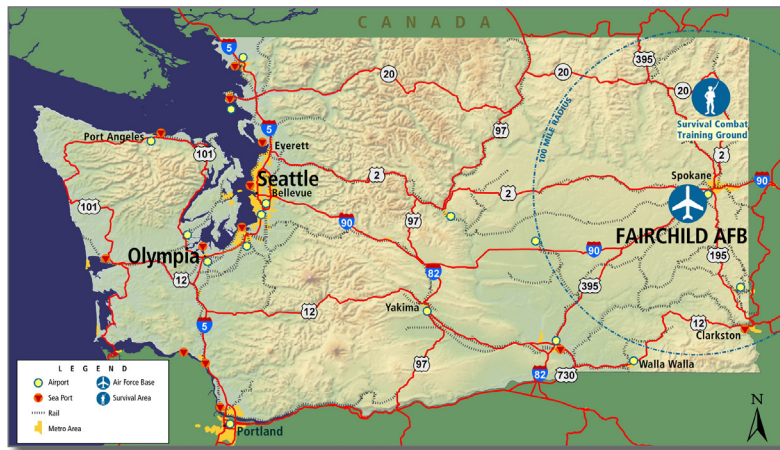 CANADA
5
20
395
20
20
97
Survival Combat
Training Ground
2
100 MILE RADIUS
Port Angeles
101
5
Everett
2
Seattle
Bellevue
2
Spokane
90
101
90
97
FAIRCHILD AFB
Olympia
90
195
82
12
395
12
Yakima
5
12
Clarkston
97
82
730
Walla Walla
Portland
LEGEND
Airport
Air Force Base
Sea Port
Survival Area
Rail
Metro Area
N